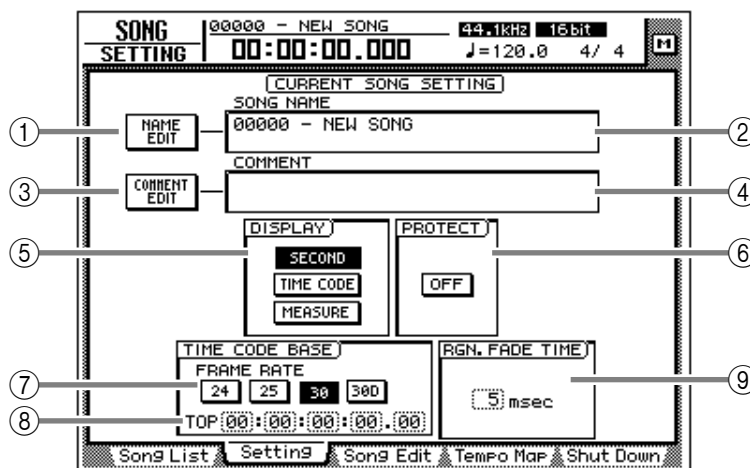 SONG
SETTING
00000 - NEW SONG
00:00:00.000
44.1kHz 16bit
♩=120.0 4/ 4
M
CURRENT SONG SETTING
SONG NAME
① NAME EDIT
00000 - NEW SONG ②
COMMENT
③ COMMENT EDIT
④
DISPLAY
PROTECT
⑤ SECOND
⑥
TIME CODE
OFF
MEASURE
TIME CODE BASE
RGN. FADE TIME
FRAME RATE
⑦ 24 25 30 30D
5 msec ⑨
⑧ TOP 00:00:00:00.00
Song List Setting Song Edit Tempo Map Shut Down